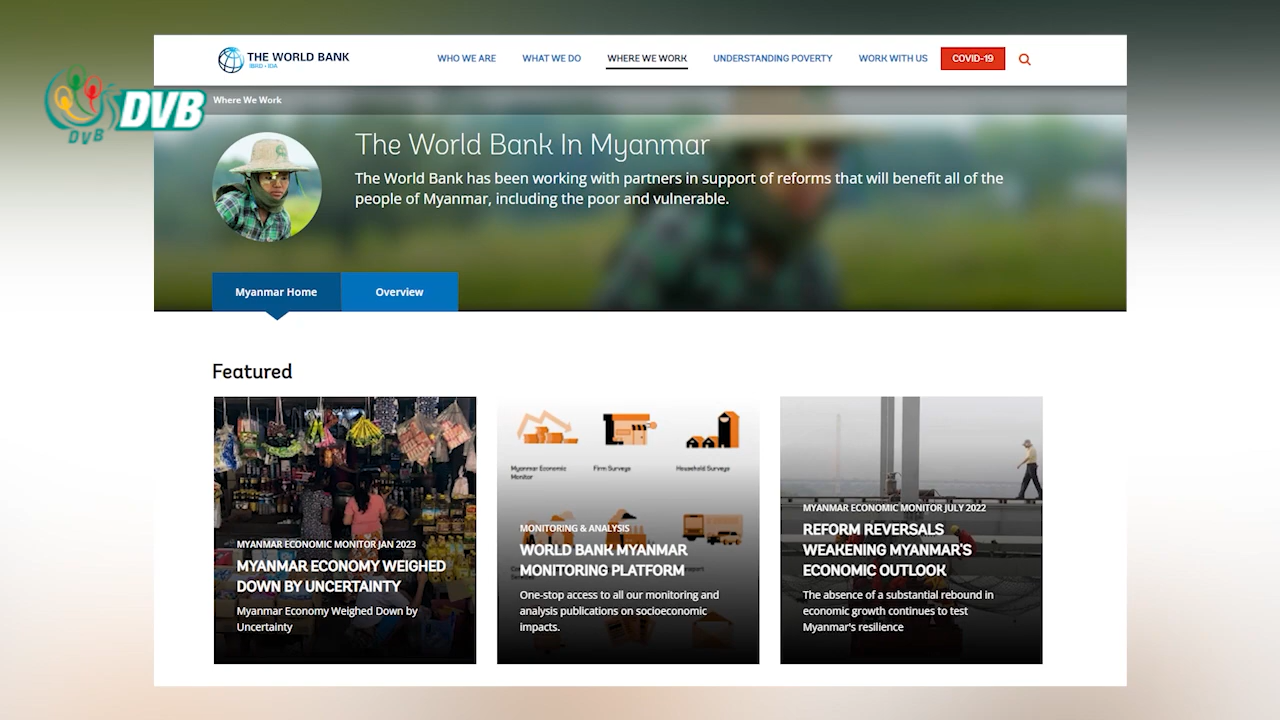 THE WORLD BANK
IBRD • IDA
WHO WE ARE
WHAT WE DO
WHERE WE WORK
UNDERSTANDING POVERTY
WORK WITH US
COVID-19
DVB
DVB
Where We Work
The World Bank In Myanmar
The World Bank has been working with partners in support of reforms that will benefit all of the
people of Myanmar, including the poor and vulnerable.
Myanmar Home
Overview
Featured
MYANMAR ECONOMIC MONITOR JAN 2023
MYANMAR ECONOMY WEIGHED
DOWN BY UNCERTAINTY
Myanmar Economy Weighed Down by
Uncertainty
Myanmar Economic
Monitor
Firm Surveys
Household Surveys
MONITORING & ANALYSIS
WORLD BANK MYANMAR
MONITORING PLATFORM
One-stop access to all our monitoring and
analysis publications on socioeconomic
impacts.
MYANMAR ECONOMIC MONITOR JULY 2022
REFORM REVERSALS
WEAKENING MYANMAR'S
ECONOMIC OUTLOOK
The absence of a substantial rebound in
economic growth continues to test
Myanmar's resilience